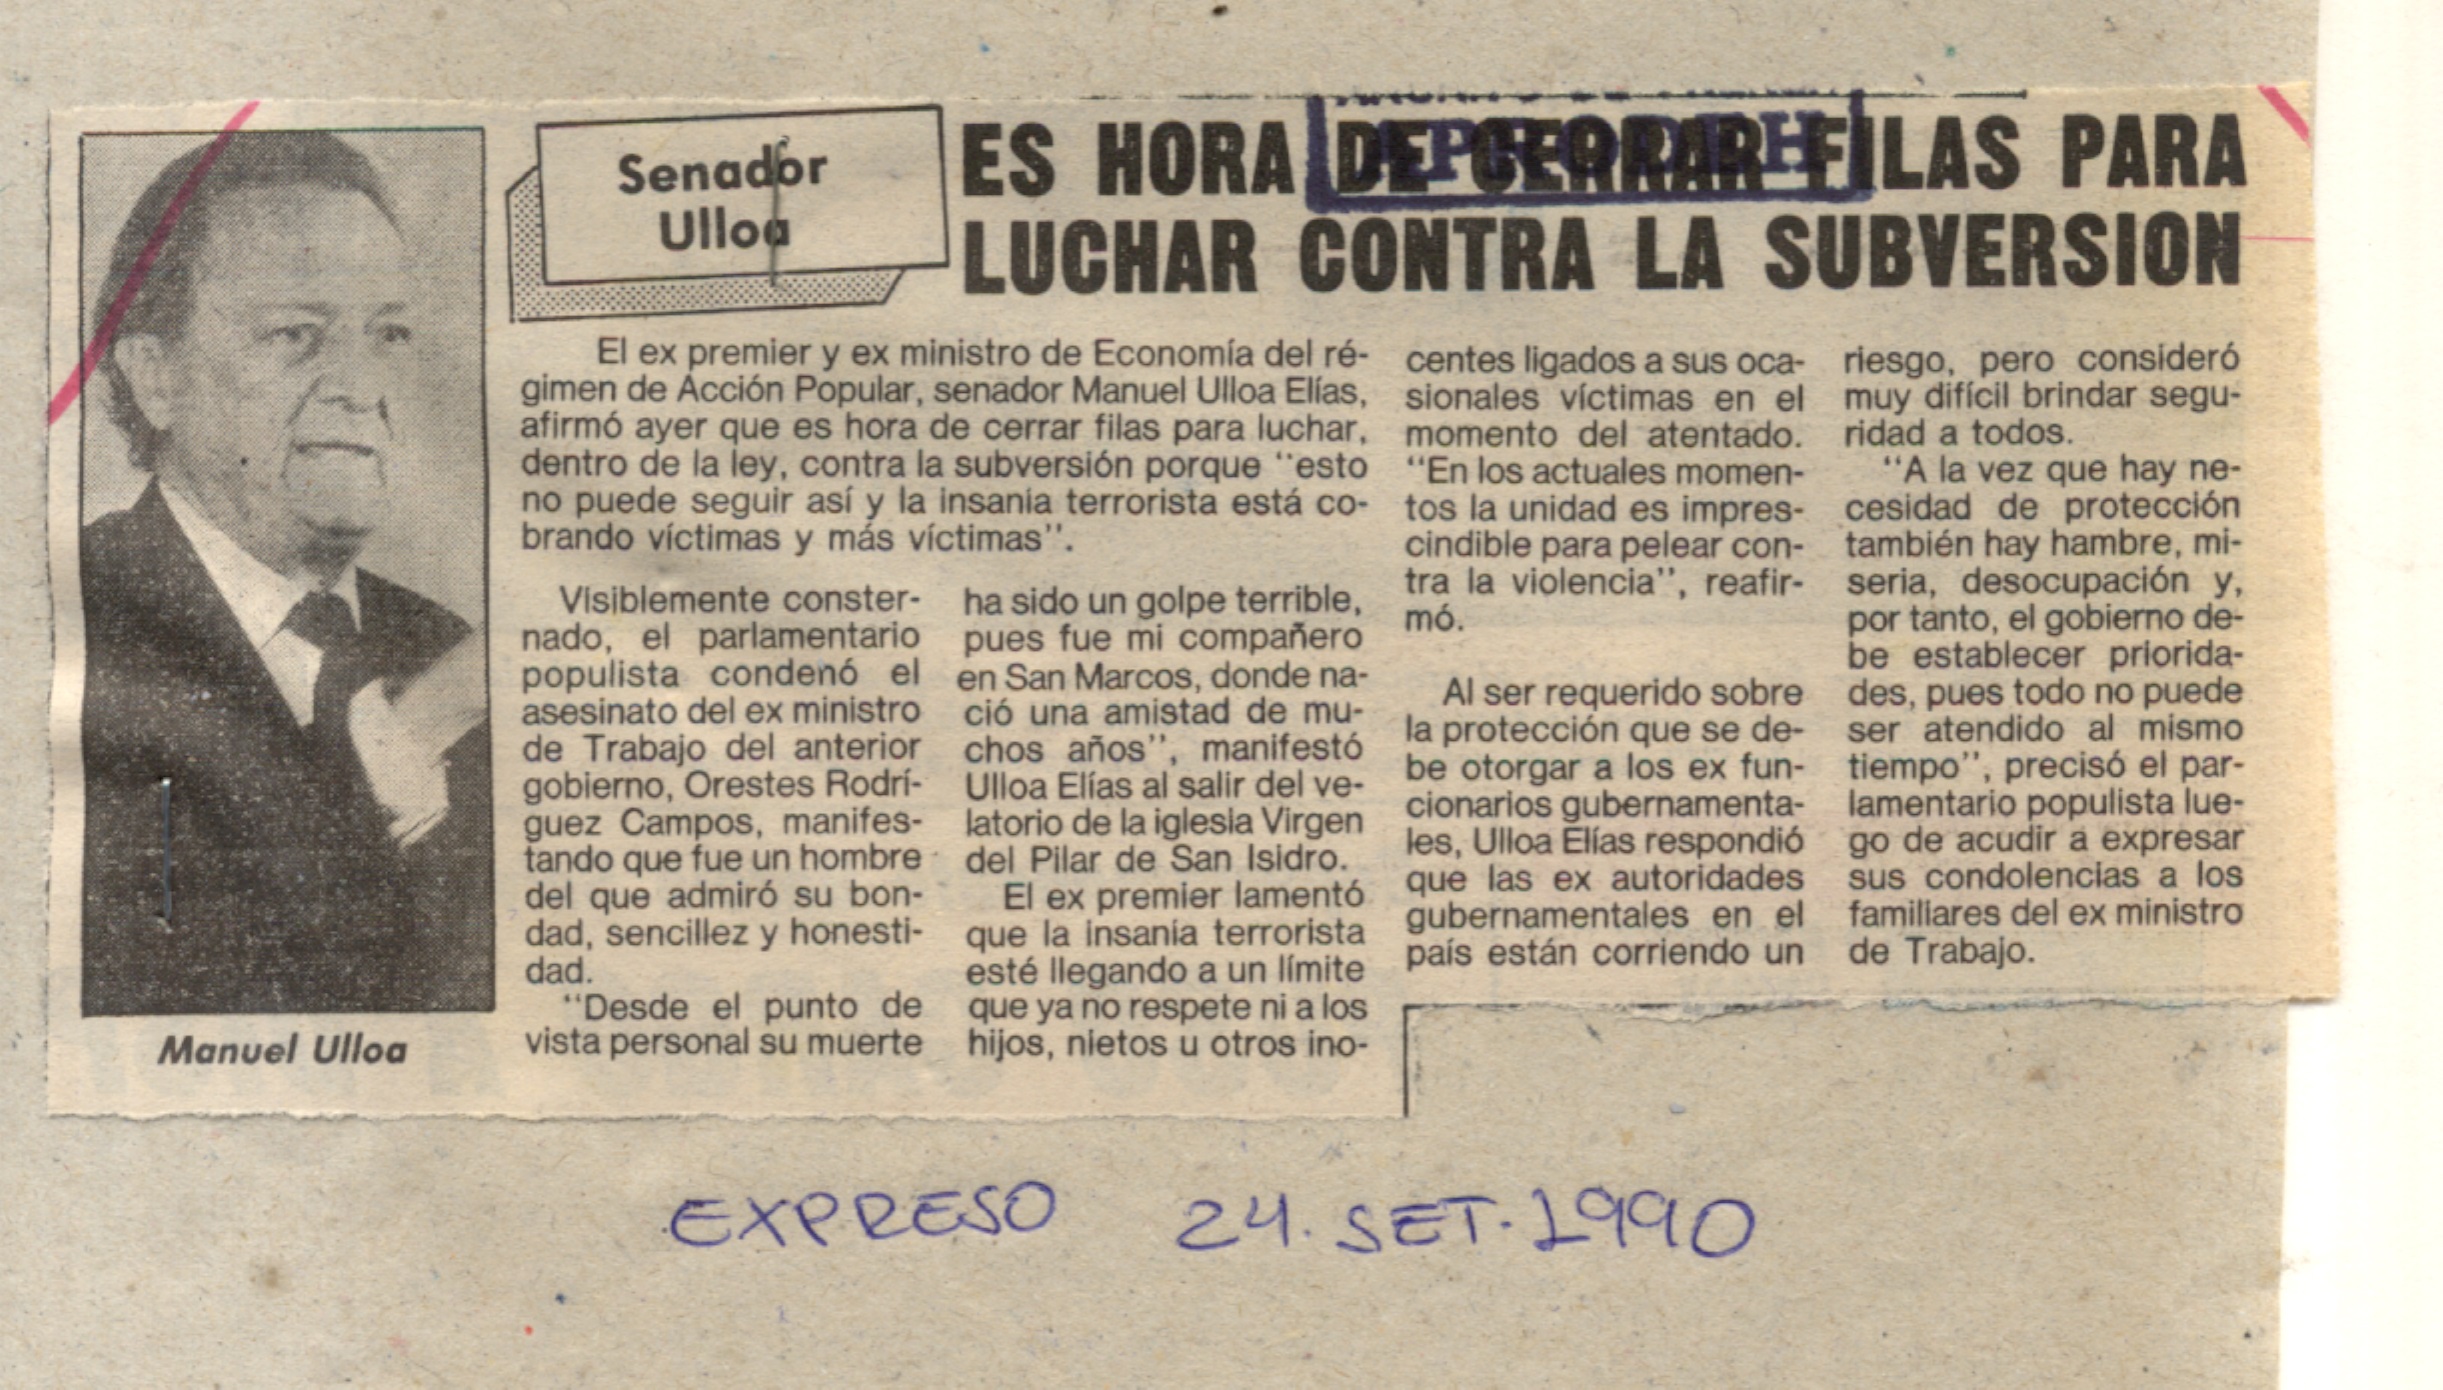 Senador
Ulloa
ES HORA DE CERRAR FILAS PARA
LUCHAR CONTRA LA SUBVERSION
APRODEH
El ex premier y ex ministro de Economía del ré-
gimen de Acción Popular, senador Manuel Ulloa Elías,
afirmó ayer que es hora de cerrar filas para luchar,
dentro de la ley, contra la subversión porque "esto
no puede seguir así y la insania terrorista está co-
brando víctimas y más víctimas".
Visiblemente conster-
nado, el parlamentario
populista condenó el
asesinato del ex ministro
de Trabajo del anterior
gobierno, Orestes Rodrí-
guez Campos, manifes-
tando que fue un hombre
del que admiró su bon-
dad, sencillez y honesti-
dad.
"Desde el punto de
vista personal su muerte
ha sido un golpe terrible,
pues fue mi compañero
en San Marcos, donde na-
ció una amistad de mu-
chos años", manifestó
Ulloa Elías al salir del ve-
latorio de la iglesia Virgen
del Pilar de San Isidro.
El ex premier lamentó
que la insania terrorista
esté llegando a un límite
que ya no respete ni a los
hijos, nietos u otros ino-
centes ligados a sus oca-
sionales víctimas en el
momento del atentado.
"En los actuales momen-
tos la unidad es impres-
cindible para pelear con-
tra la violencia", reafir-
mó.
Al ser requerido sobre
la protección que se de-
be otorgar a los ex fun-
cionarios gubernamenta-
les, Ulloa Elías respondió
que las ex autoridades
gubernamentales en el
país están corriendo un
riesgo, pero consideró
muy difícil brindar segu-
ridad a todos.
"A la vez que hay ne-
cesidad de protección
también hay hambre, mi-
seria, desocupación y,
por tanto, el gobierno de-
be establecer priorida-
des, pues todo no puede
ser atendido al mismo
tiempo", precisó el par-
lamentario populista lue-
go de acudir a expresar
sus condolencias a los
familiares del ex ministro
de Trabajo.
Manuel Ulloa
EXPRESO 24. SET. 1990